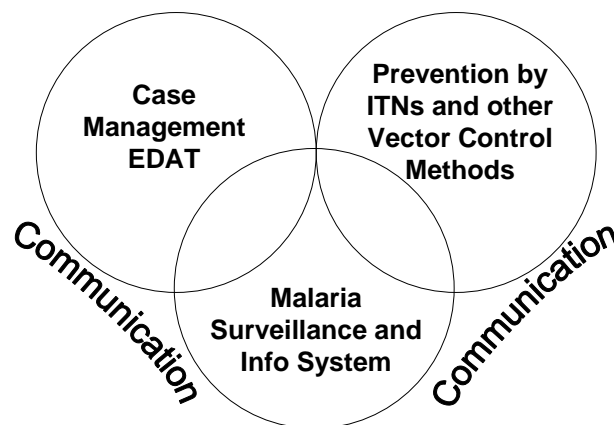 Case
Management
EDAT
Prevention by
ITNs and other
Vector Control
Methods
Communication
Malaria
Surveillance and
Info System
Communication